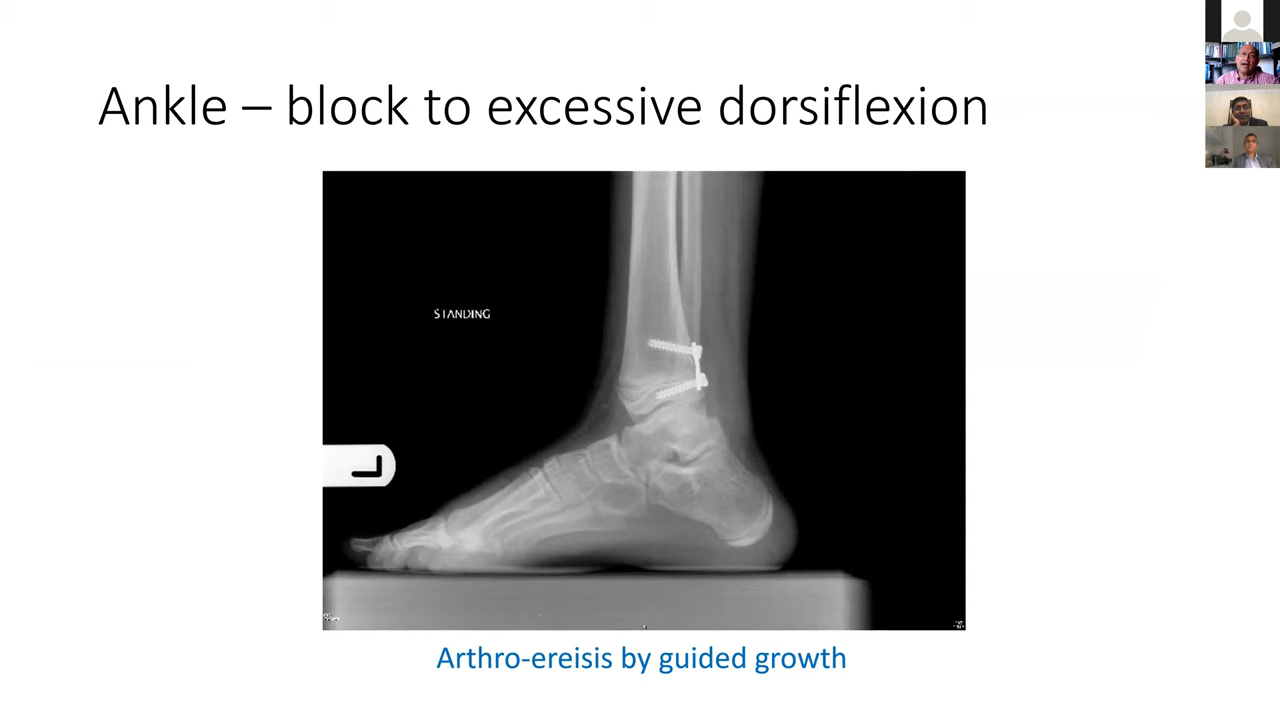 Ankle – block to excessive dorsiflexion
STANDING
L
Arthro-ereisis by guided growth